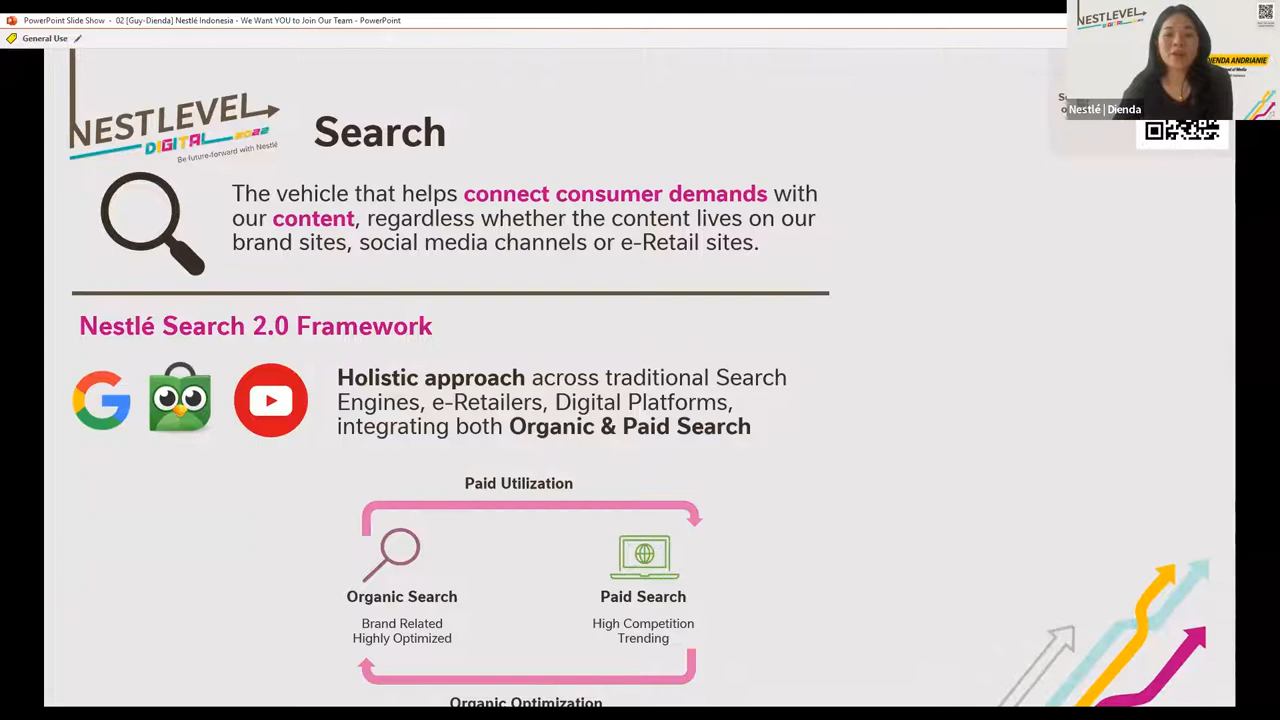 PowerPoint Slide Show - 02 [Guy-Dienda] Nestlé Indonesia - We Want YOU to Join Our Team - PowerPoint
General Use
NESTLEVEL
DIGITAL 2022
Be future-forward with Nestlé
Search
NESTLEVEL
DIENDA ANDRIANIE
Nestlé | Dienda
The vehicle that helps connect consumer demands with
our content, regardless whether the content lives on our
brand sites, social media channels or e-Retail sites.
Nestlé Search 2.0 Framework
Holistic approach across traditional Search
Engines, e-Retailers, Digital Platforms,
integrating both Organic & Paid Search
Paid Utilization
Organic Search
Brand Related
Highly Optimized
Paid Search
High Competition
Trending
Organic Optimization